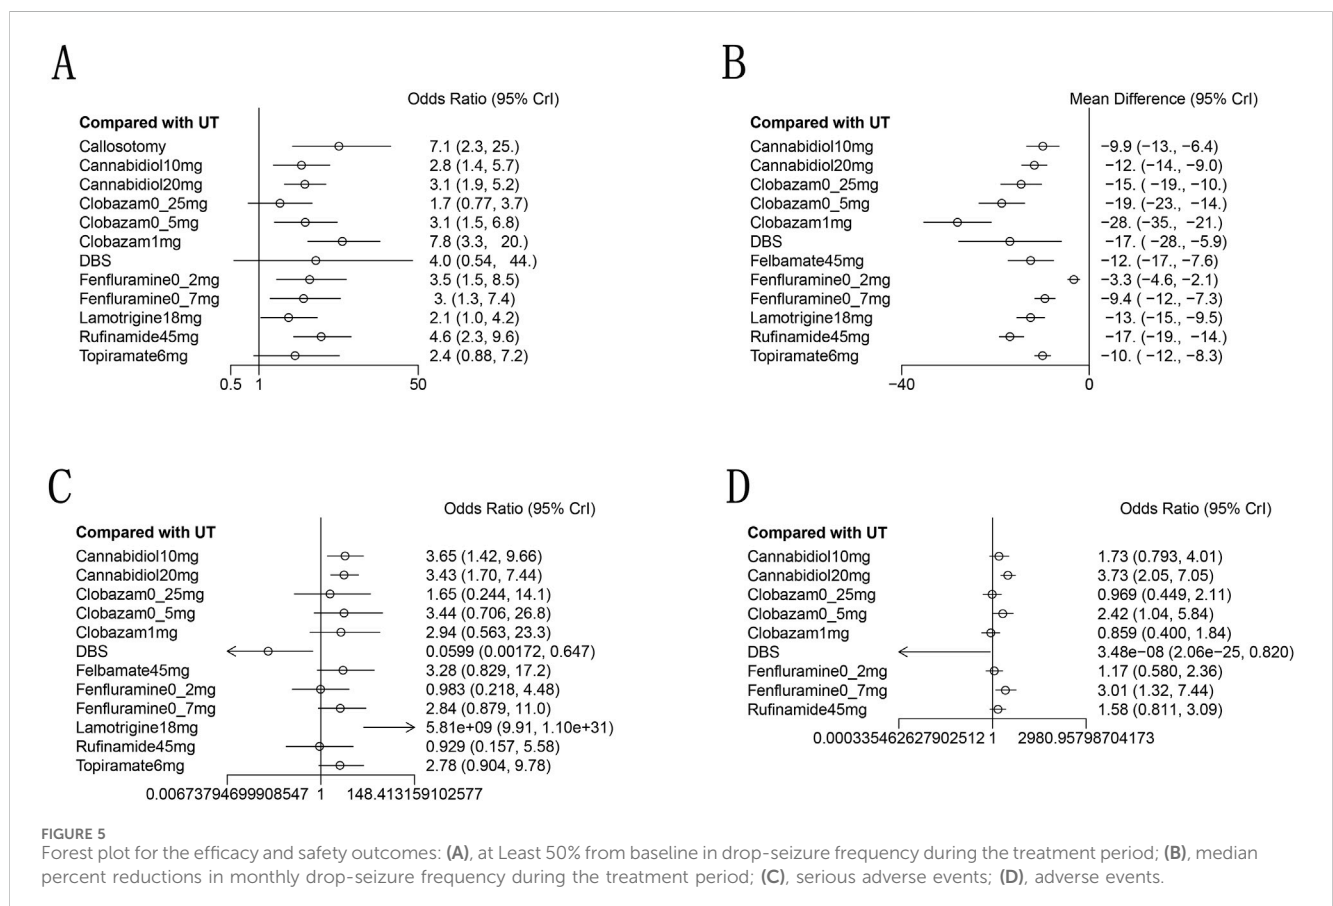 A
Odds Ratio (95% CrI)
Compared with UT
Callosotomy 7.1 (2.3, 25.)
Cannabidiol10mg 2.8 (1.4, 5.7)
Cannabidiol20mg 3.1 (1.9, 5.2)
Clobazam0_25mg 1.7 (0.77, 3.7)
Clobazam0_5mg 3.1 (1.5, 6.8)
Clobazam1mg 7.8 (3.3, 20.)
DBS 4.0 (0.54, 44.)
Fenfluramine0_2mg 3.5 (1.5, 8.5)
Fenfluramine0_7mg 3. (1.3, 7.4)
Lamotrigine18mg 2.1 (1.0, 4.2)
Rufinamide45mg 4.6 (2.3, 9.6)
Topiramate6mg 2.4 (0.88, 7.2)
0.5 1 50
B
Mean Difference (95% CrI)
Compared with UT
Cannabidiol10mg −9.9 (−13., −6.4)
Cannabidiol20mg −12. (−14., −9.0)
Clobazam0_25mg −15. (−19., −10.)
Clobazam0_5mg −19. (−23., −14.)
Clobazam1mg −28. (−35., −21.)
DBS −17. (−28., −5.9)
Felbamate45mg −12. (−17., −7.6)
Fenfluramine0_2mg −3.3 (−4.6, −2.1)
Fenfluramine0_7mg −9.4 (−12., −7.3)
Lamotrigine18mg −13. (−15., −9.5)
Rufinamide45mg −17. (−19., −14.)
Topiramate6mg −10. (−12., −8.3)
−40 0
C
Odds Ratio (95% CrI)
Compared with UT
Cannabidiol10mg 3.65 (1.42, 9.66)
Cannabidiol20mg 3.43 (1.70, 7.44)
Clobazam0_25mg 1.65 (0.244, 14.1)
Clobazam0_5mg 3.44 (0.706, 26.8)
Clobazam1mg 2.94 (0.563, 23.3)
DBS 0.0599 (0.00172, 0.647)
Felbamate45mg 3.28 (0.829, 17.2)
Fenfluramine0_2mg 0.983 (0.218, 4.48)
Fenfluramine0_7mg 2.84 (0.879, 11.0)
Lamotrigine18mg 5.81e+09 (9.91, 1.10e+31)
Rufinamide45mg 0.929 (0.157, 5.58)
Topiramate6mg 2.78 (0.904, 9.78)
0.00673794699908547 1 148.413159102577
D
Odds Ratio (95% CrI)
Compared with UT
Cannabidiol10mg 1.73 (0.793, 4.01)
Cannabidiol20mg 3.73 (2.05, 7.05)
Clobazam0_25mg 0.969 (0.449, 2.11)
Clobazam0_5mg 2.42 (1.04, 5.84)
Clobazam1mg 0.859 (0.400, 1.84)
DBS 3.48e−08 (2.06e−25, 0.820)
Fenfluramine0_2mg 1.17 (0.580, 2.36)
Fenfluramine0_7mg 3.01 (1.32, 7.44)
Rufinamide45mg 1.58 (0.811, 3.09)
0.000335462627902512 1 2980.95798704173
FIGURE 5
Forest plot for the efficacy and safety outcomes: (A), at Least 50% from baseline in drop-seizure frequency during the treatment period; (B), median
percent reductions in monthly drop-seizure frequency during the treatment period; (C), serious adverse events; (D), adverse events.